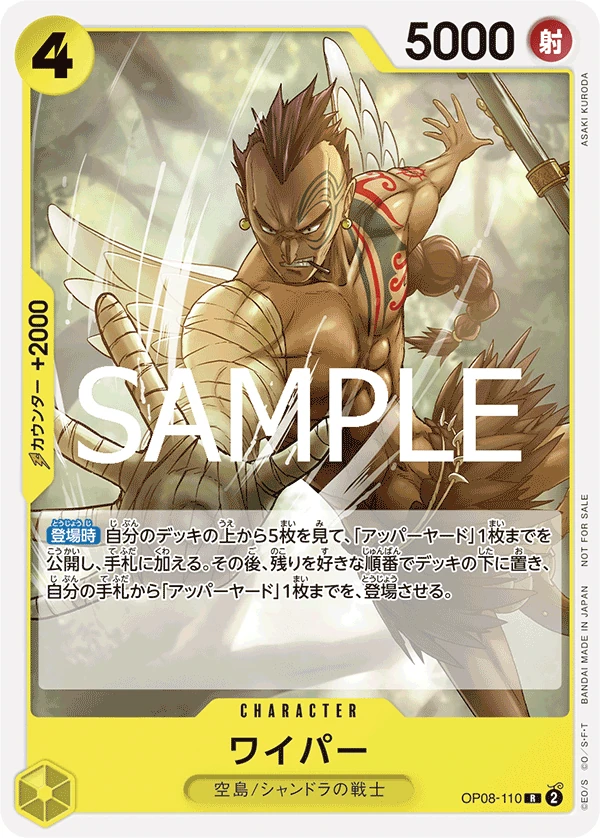 4
5000
射
ASAKI KURODA
カウンター +2000
SAMPLE
登場時 自分のデッキの上から5枚を見て、「アッパーヤード」1枚までを
公開し、手札に加える。その後、残りを好きな順番でデッキの下に置き、
自分の手札から「アッパーヤード」1枚までを、登場させる。
©E.O/S ©O/S・F・T BANDAI MADE IN JAPAN NOT FOR SALE
CHARACTER
ワイパー
空島/シャンドラの戦士
OP08-110 R 2